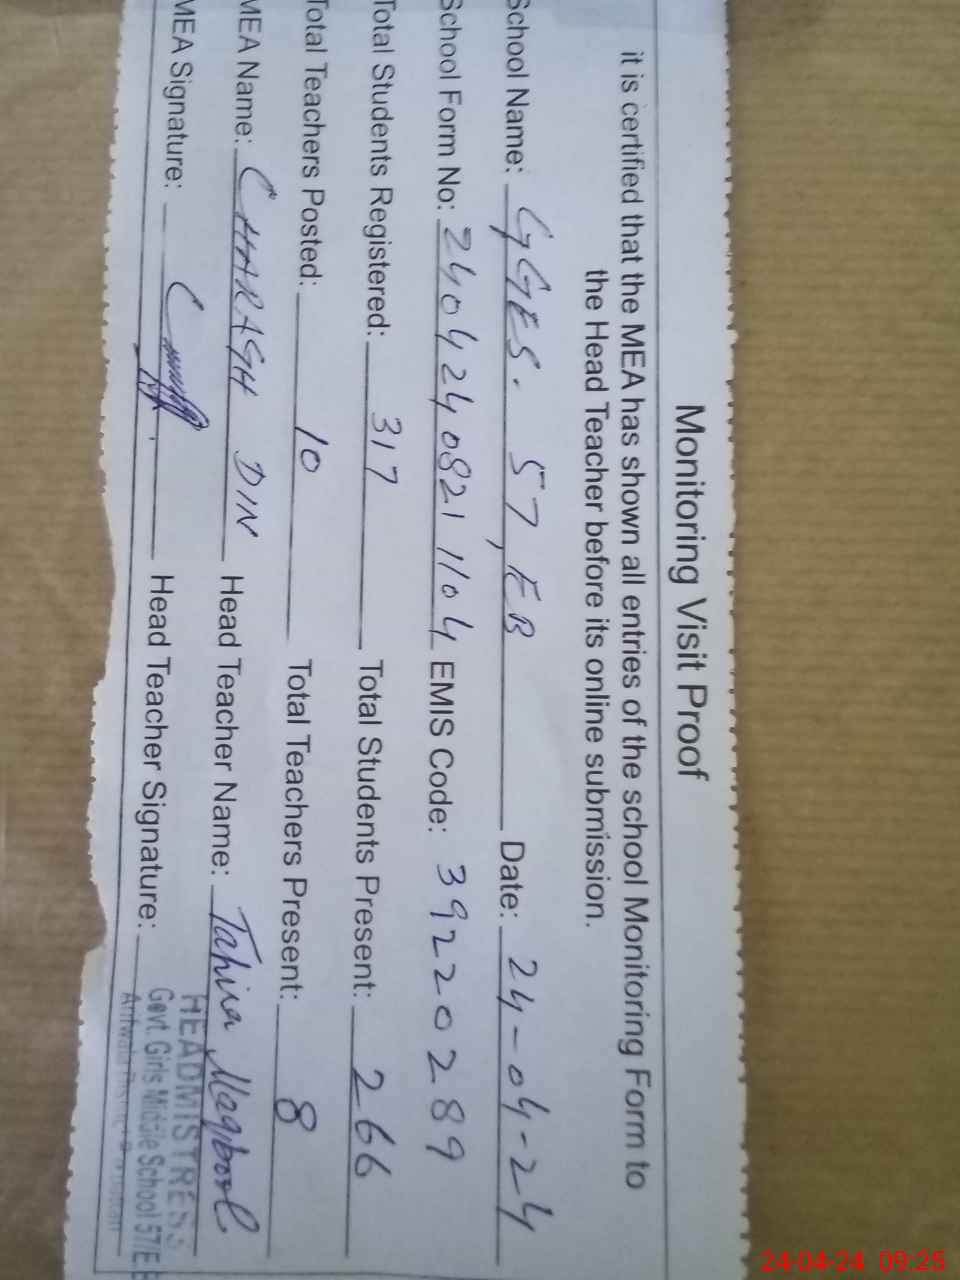 Monitoring Visit Proof
it is certified that the MEA has shown all entries of the school Monitoring Form to
the Head Teacher before its online submission.
School Name: GGES. 57, EB Date: 24-04-24
School Form No: 2404240821104 EMIS Code: 39220289
Total Students Registered: 317 Total Students Present: 266
Total Teachers Posted: 10 Total Teachers Present: 8
MEA Name: CHARAGH DIN Head Teacher Name: Tahira Maqbool
MEA Signature: Head Teacher Signature:
HEADMISTRESS
Govt. Girls Middle School 57/E
24-04-24 09:25